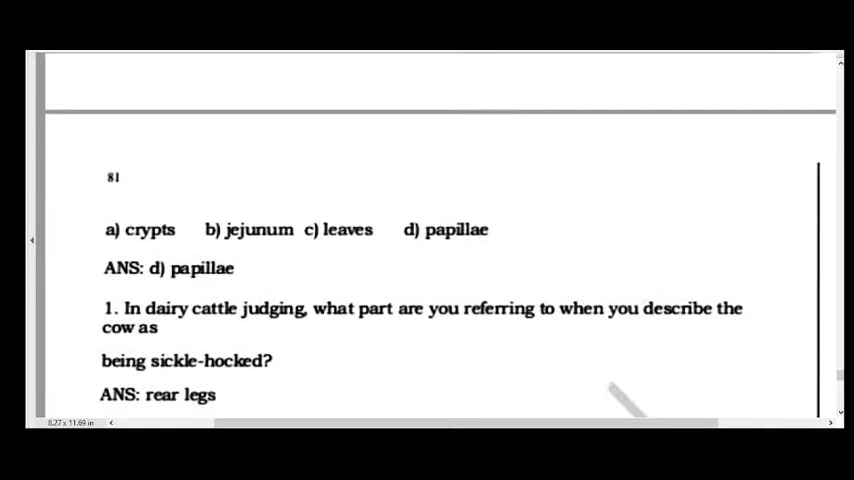 81
a) crypts b) jejunum c) leaves d) papillae
ANS: d) papillae
1. In dairy cattle judging, what part are you referring to when you describe the
cow as
being sickle-hocked?
ANS: rear legs
8.27 x 11.69 in